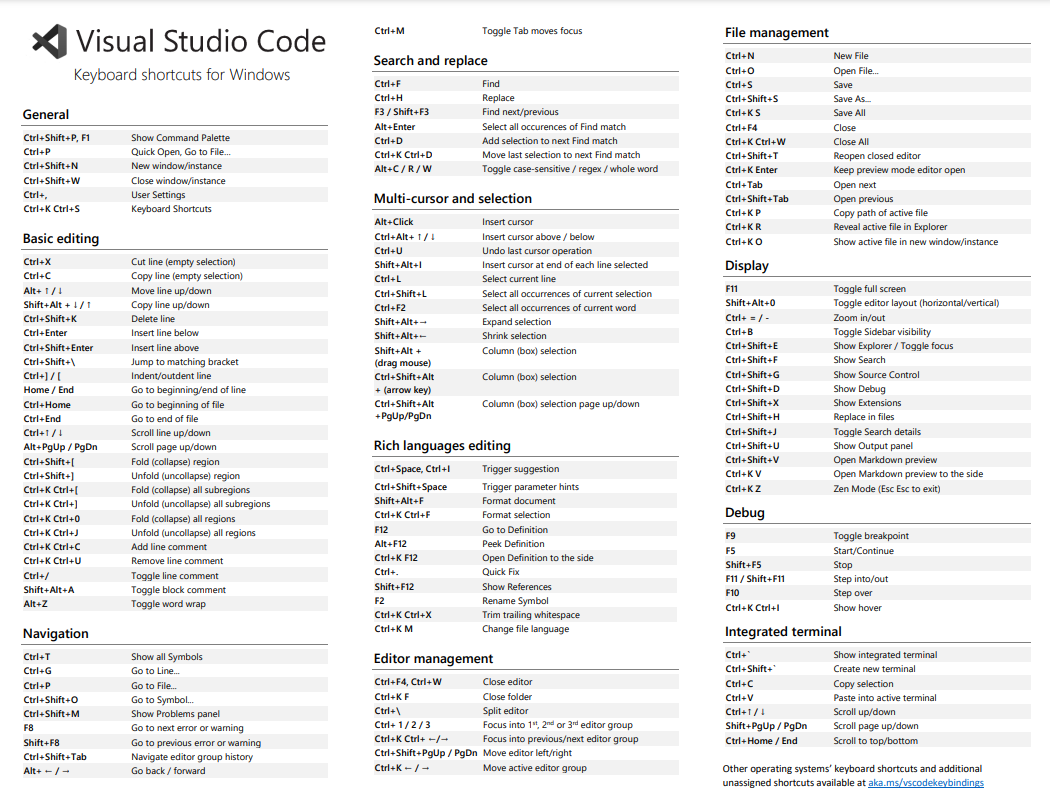 Visual Studio Code
Keyboard shortcuts for Windows
General
Ctrl+Shift+P, F1 Show Command Palette
Ctrl+P Quick Open, Go to File…
Ctrl+Shift+N New window/instance
Ctrl+Shift+W Close window/instance
Ctrl+, User Settings
Ctrl+K Ctrl+S Keyboard Shortcuts
Basic editing
Ctrl+X Cut line (empty selection)
Ctrl+C Copy line (empty selection)
Alt+ ↑ / ↓ Move line up/down
Shift+Alt + ↓ / ↑ Copy line up/down
Ctrl+Shift+K Delete line
Ctrl+Enter Insert line below
Ctrl+Shift+Enter Insert line above
Ctrl+Shift+\ Jump to matching bracket
Ctrl+] / [ Indent/outdent line
Home / End Go to beginning/end of line
Ctrl+Home Go to beginning of file
Ctrl+End Go to end of file
Ctrl+↑ / ↓ Scroll line up/down
Alt+PgUp / PgDn Scroll page up/down
Ctrl+Shift+[ Fold (collapse) region
Ctrl+Shift+] Unfold (uncollapse) region
Ctrl+K Ctrl+[ Fold (collapse) all subregions
Ctrl+K Ctrl+] Unfold (uncollapse) all subregions
Ctrl+K Ctrl+0 Fold (collapse) all regions
Ctrl+K Ctrl+J Unfold (uncollapse) all regions
Ctrl+K Ctrl+C Add line comment
Ctrl+K Ctrl+U Remove line comment
Ctrl+/ Toggle line comment
Shift+Alt+A Toggle block comment
Alt+Z Toggle word wrap
Navigation
Ctrl+T Show all Symbols
Ctrl+G Go to Line...
Ctrl+P Go to File...
Ctrl+Shift+O Go to Symbol...
Ctrl+Shift+M Show Problems panel
F8 Go to next error or warning
Shift+F8 Go to previous error or warning
Ctrl+Shift+Tab Navigate editor group history
Alt+ ← / → Go back / forward
Ctrl+M Toggle Tab moves focus
Search and replace
Ctrl+F Find
Ctrl+H Replace
F3 / Shift+F3 Find next/previous
Alt+Enter Select all occurences of Find match
Ctrl+D Add selection to next Find match
Ctrl+K Ctrl+D Move last selection to next Find match
Alt+C / R / W Toggle case-sensitive / regex / whole word
Multi-cursor and selection
Alt+Click Insert cursor
Ctrl+Alt+ ↑ / ↓ Insert cursor above / below
Ctrl+U Undo last cursor operation
Shift+Alt+I Insert cursor at end of each line selected
Ctrl+L Select current line
Ctrl+Shift+L Select all occurrences of current selection
Ctrl+F2 Select all occurrences of current word
Shift+Alt+→ Expand selection
Shift+Alt+← Shrink selection
Shift+Alt + Column (box) selection
(drag mouse)
Ctrl+Shift+Alt Column (box) selection
+ (arrow key)
Ctrl+Shift+Alt Column (box) selection page up/down
+PgUp/PgDn
Rich languages editing
Ctrl+Space, Ctrl+I Trigger suggestion
Ctrl+Shift+Space Trigger parameter hints
Shift+Alt+F Format document
Ctrl+K Ctrl+F Format selection
F12 Go to Definition
Alt+F12 Peek Definition
Ctrl+K F12 Open Definition to the side
Ctrl+. Quick Fix
Shift+F12 Show References
F2 Rename Symbol
Ctrl+K Ctrl+X Trim trailing whitespace
Ctrl+K M Change file language
Editor management
Ctrl+F4, Ctrl+W Close editor
Ctrl+K F Close folder
Ctrl+\ Split editor
Ctrl+ 1 / 2 / 3 Focus into 1st, 2nd or 3rd editor group
Ctrl+K Ctrl+ ←/→ Focus into previous/next editor group
Ctrl+Shift+PgUp / PgDn Move editor left/right
Ctrl+K ← / → Move active editor group
File management
Ctrl+N New File
Ctrl+O Open File...
Ctrl+S Save
Ctrl+Shift+S Save As...
Ctrl+K S Save All
Ctrl+F4 Close
Ctrl+K Ctrl+W Close All
Ctrl+Shift+T Reopen closed editor
Ctrl+K Enter Keep preview mode editor open
Ctrl+Tab Open next
Ctrl+Shift+Tab Open previous
Ctrl+K P Copy path of active file
Ctrl+K R Reveal active file in Explorer
Ctrl+K O Show active file in new window/instance
Display
F11 Toggle full screen
Shift+Alt+0 Toggle editor layout (horizontal/vertical)
Ctrl+ = / - Zoom in/out
Ctrl+B Toggle Sidebar visibility
Ctrl+Shift+E Show Explorer / Toggle focus
Ctrl+Shift+F Show Search
Ctrl+Shift+G Show Source Control
Ctrl+Shift+D Show Debug
Ctrl+Shift+X Show Extensions
Ctrl+Shift+H Replace in files
Ctrl+Shift+J Toggle Search details
Ctrl+Shift+U Show Output panel
Ctrl+Shift+V Open Markdown preview
Ctrl+K V Open Markdown preview to the side
Ctrl+K Z Zen Mode (Esc Esc to exit)
Debug
F9 Toggle breakpoint
F5 Start/Continue
Shift+F5 Stop
F11 / Shift+F11 Step into/out
F10 Step over
Ctrl+K Ctrl+I Show hover
Integrated terminal
Ctrl+` Show integrated terminal
Ctrl+Shift+` Create new terminal
Ctrl+C Copy selection
Ctrl+V Paste into active terminal
Ctrl+↑ / ↓ Scroll up/down
Shift+PgUp / PgDn Scroll page up/down
Ctrl+Home / End Scroll to top/bottom
Other operating systems' keyboard shortcuts and additional
unassigned shortcuts available at aka.ms/vscodekeybindings